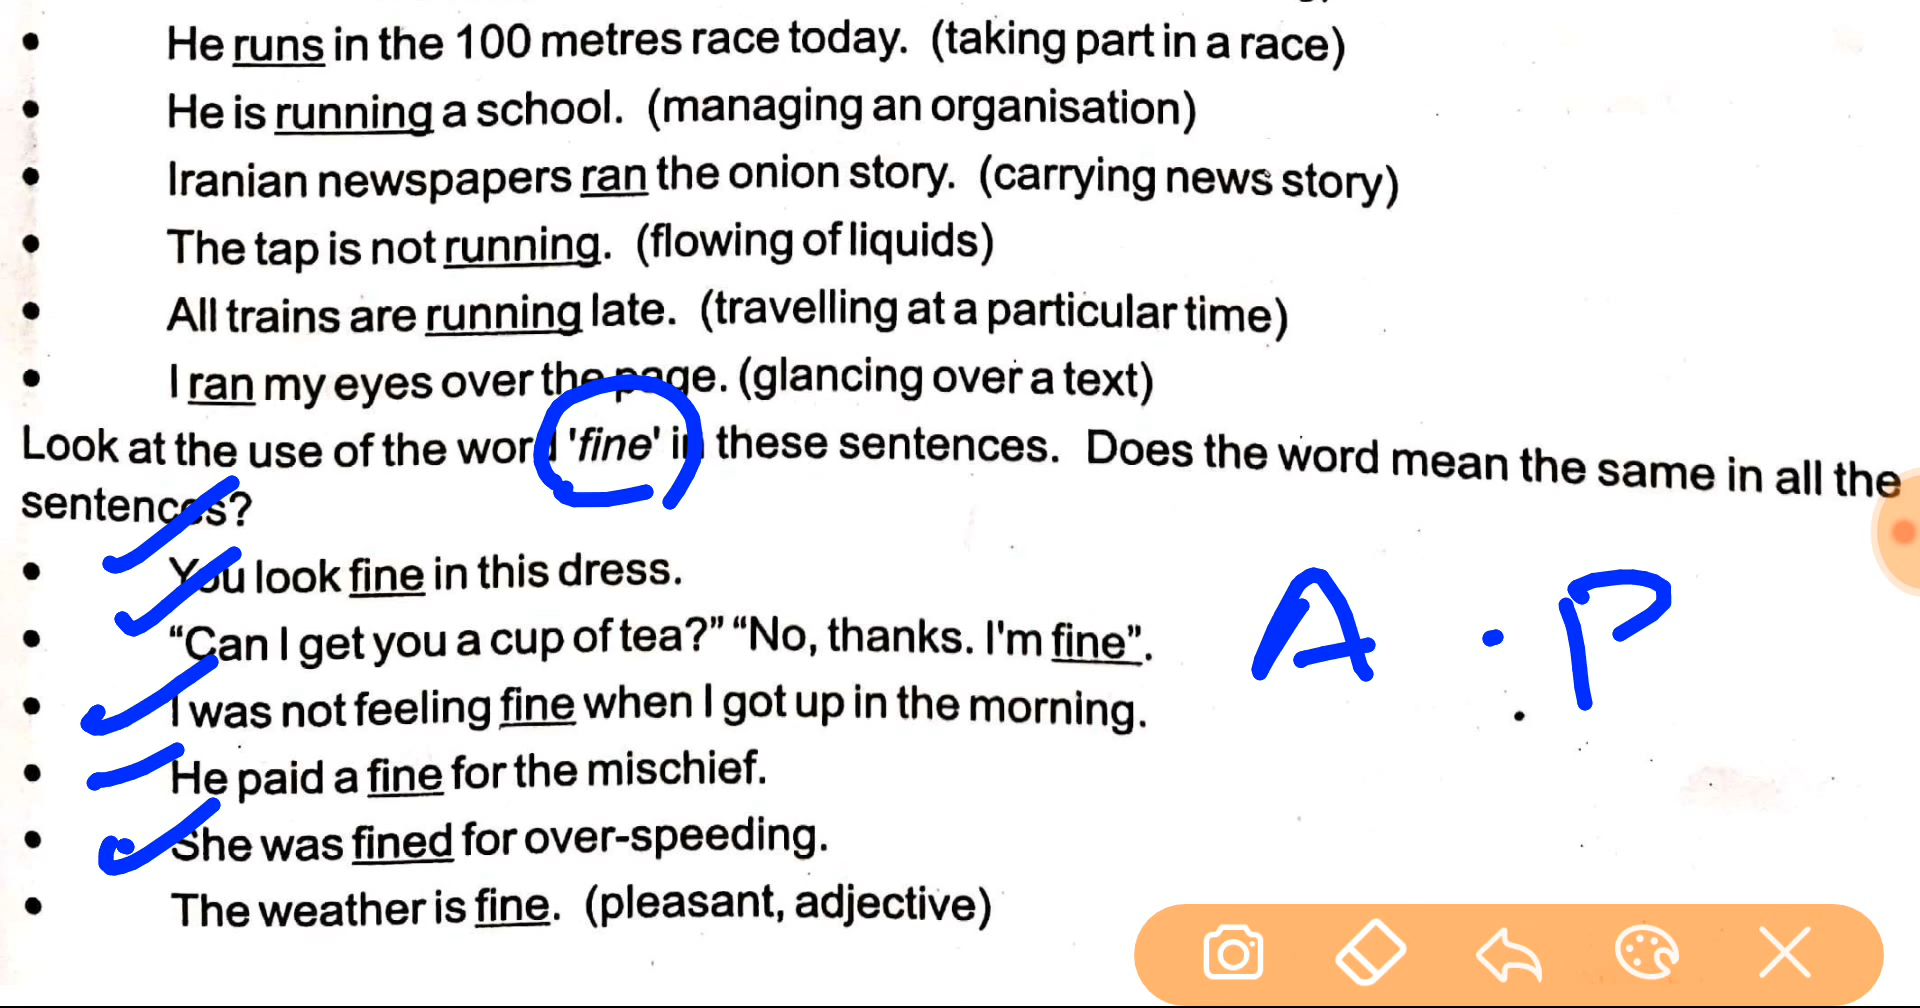 • He runs in the 100 metres race today. (taking part in a race)
• He is running a school. (managing an organisation)
• Iranian newspapers ran the onion story. (carrying news story)
• The tap is not running. (flowing of liquids)
• All trains are running late. (travelling at a particular time)
• I ran my eyes over the page. (glancing over a text)
Look at the use of the word 'fine' in these sentences. Does the word mean the same in all the
sentences?
• You look fine in this dress.
• “Can I get you a cup of tea?” “No, thanks. I'm fine”.
• I was not feeling fine when I got up in the morning.
• He paid a fine for the mischief.
• She was fined for over-speeding.
• The weather is fine. (pleasant, adjective)
A . P